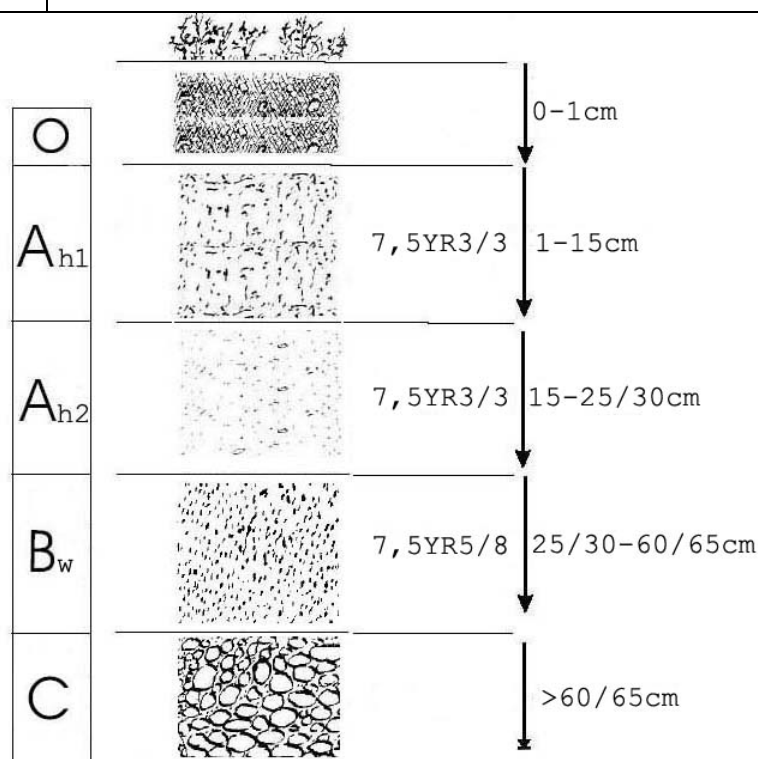 O 0-1cm
Ah1 7,5YR3/3 1-15cm
Ah2 7,5YR3/3 15-25/30cm
Bw 7,5YR5/8 25/30-60/65cm
C >60/65cm